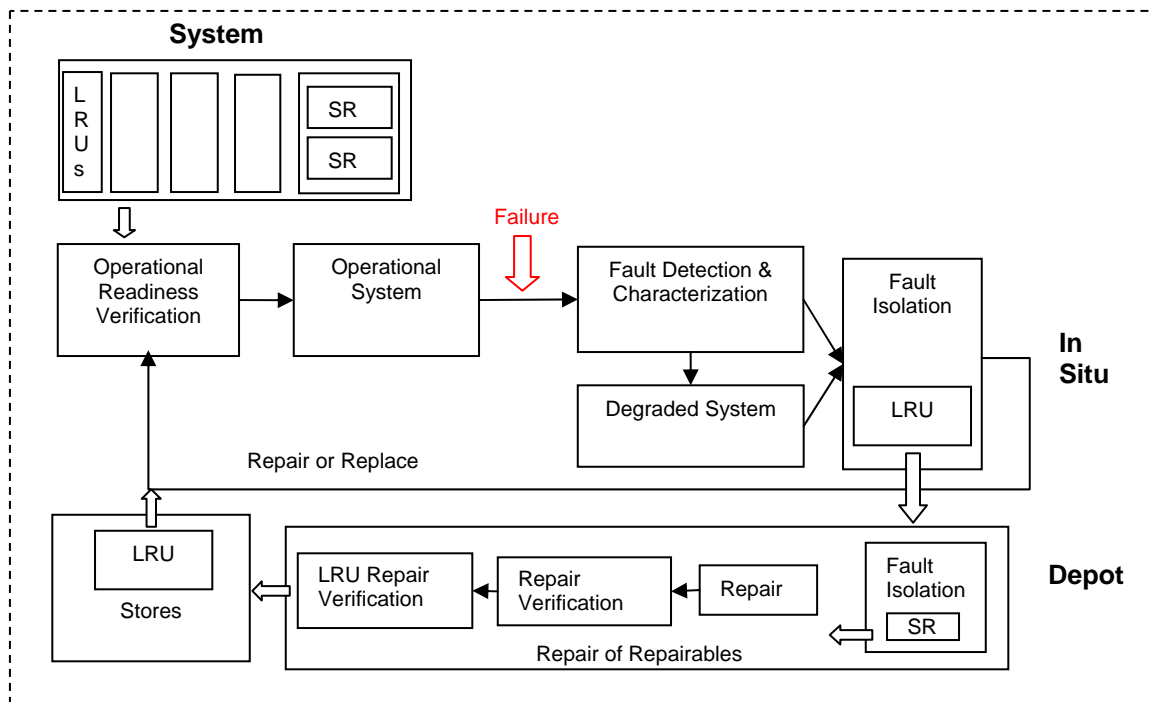 System
LRUs
SR
SR
Failure
Operational
Readiness
Verification
Operational
System
Fault Detection &
Characterization
Fault
Isolation
In
Situ
Degraded System
LRU
Repair or Replace
LRU
Stores
LRU Repair
Verification
Repair
Verification
Repair
Fault
Isolation
SR
Depot
Repair of Repairables